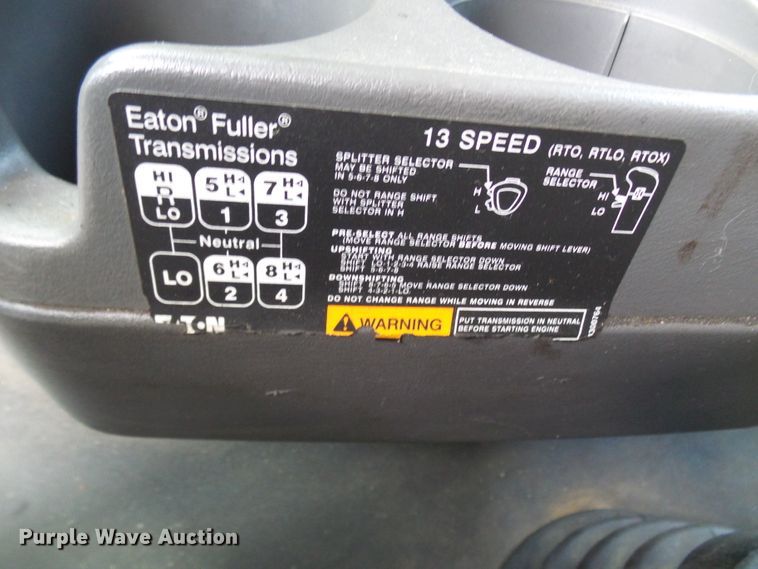 Eaton® Fuller®
Transmissions
HI
R
LO
5 H◁
L◂
1
7 H◁
L◂
3
Neutral
LO
6 H◁
L◂
2
8 H◁
L◂
4
13 SPEED (RTO, RTLO, RTOX)
SPLITTER SELECTOR
MAY BE SHIFTED
IN 5-6-7-8 ONLY
DO NOT RANGE SHIFT
WITH SPLITTER
SELECTOR IN H
H
L
RANGE
SELECTOR
HI
LO
PRE-SELECT ALL RANGE SHIFTS
(MOVE RANGE SELECTOR BEFORE MOVING SHIFT LEVER)
UPSHIFTING
START WITH RANGE SELECTOR DOWN
SHIFT LO-1-2-3-4 RAISE RANGE SELECTOR
SHIFT 5-6-7-8
DOWNSHIFTING
SHIFT 8-7-6-5 MOVE RANGE SELECTOR DOWN
SHIFT 4-3-2-1-LO.
DO NOT CHANGE RANGE WHILE MOVING IN REVERSE
WARNING
PUT TRANSMISSION IN NEUTRAL
BEFORE STARTING ENGINE
EATON
Purple Wave Auction